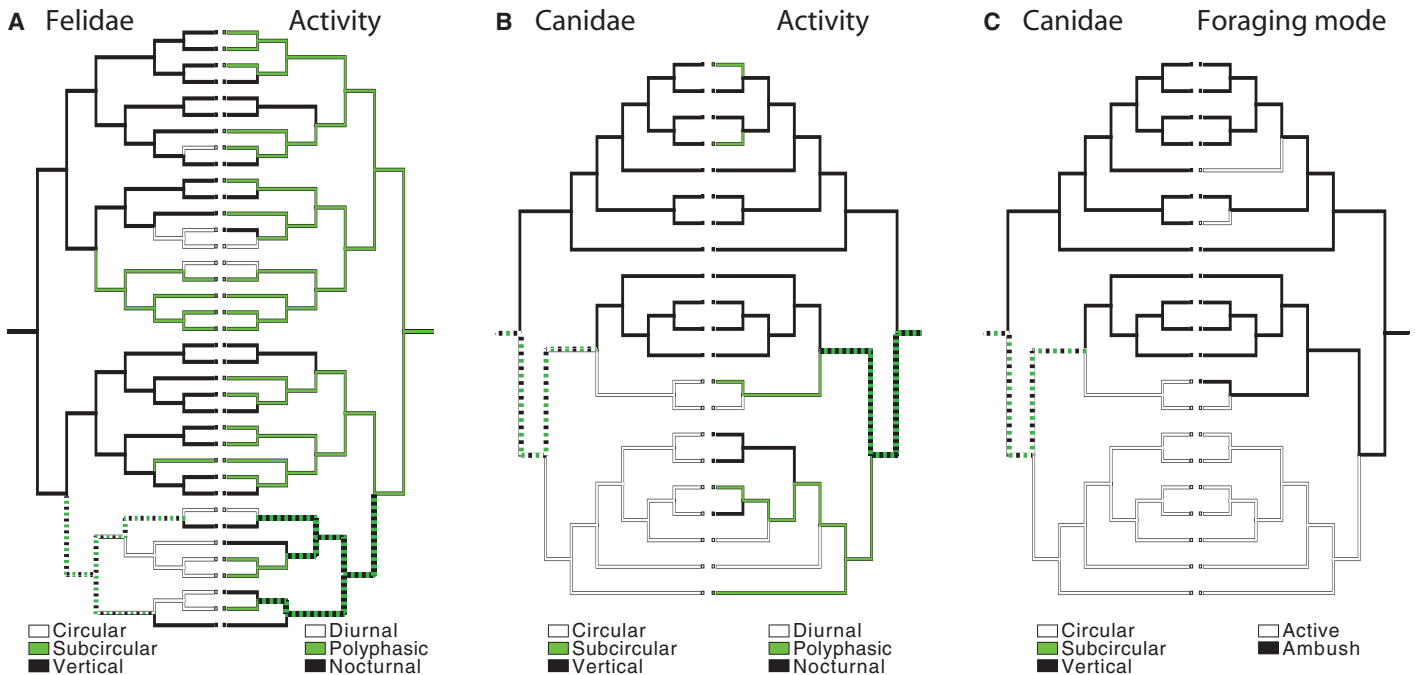 A Felidae Activity
B Canidae Activity
C Canidae Foraging mode
Circular Diurnal
Subcircular Polyphasic
Vertical Nocturnal
Circular Diurnal
Subcircular Polyphasic
Vertical Nocturnal
Circular Active
Subcircular Ambush
Vertical